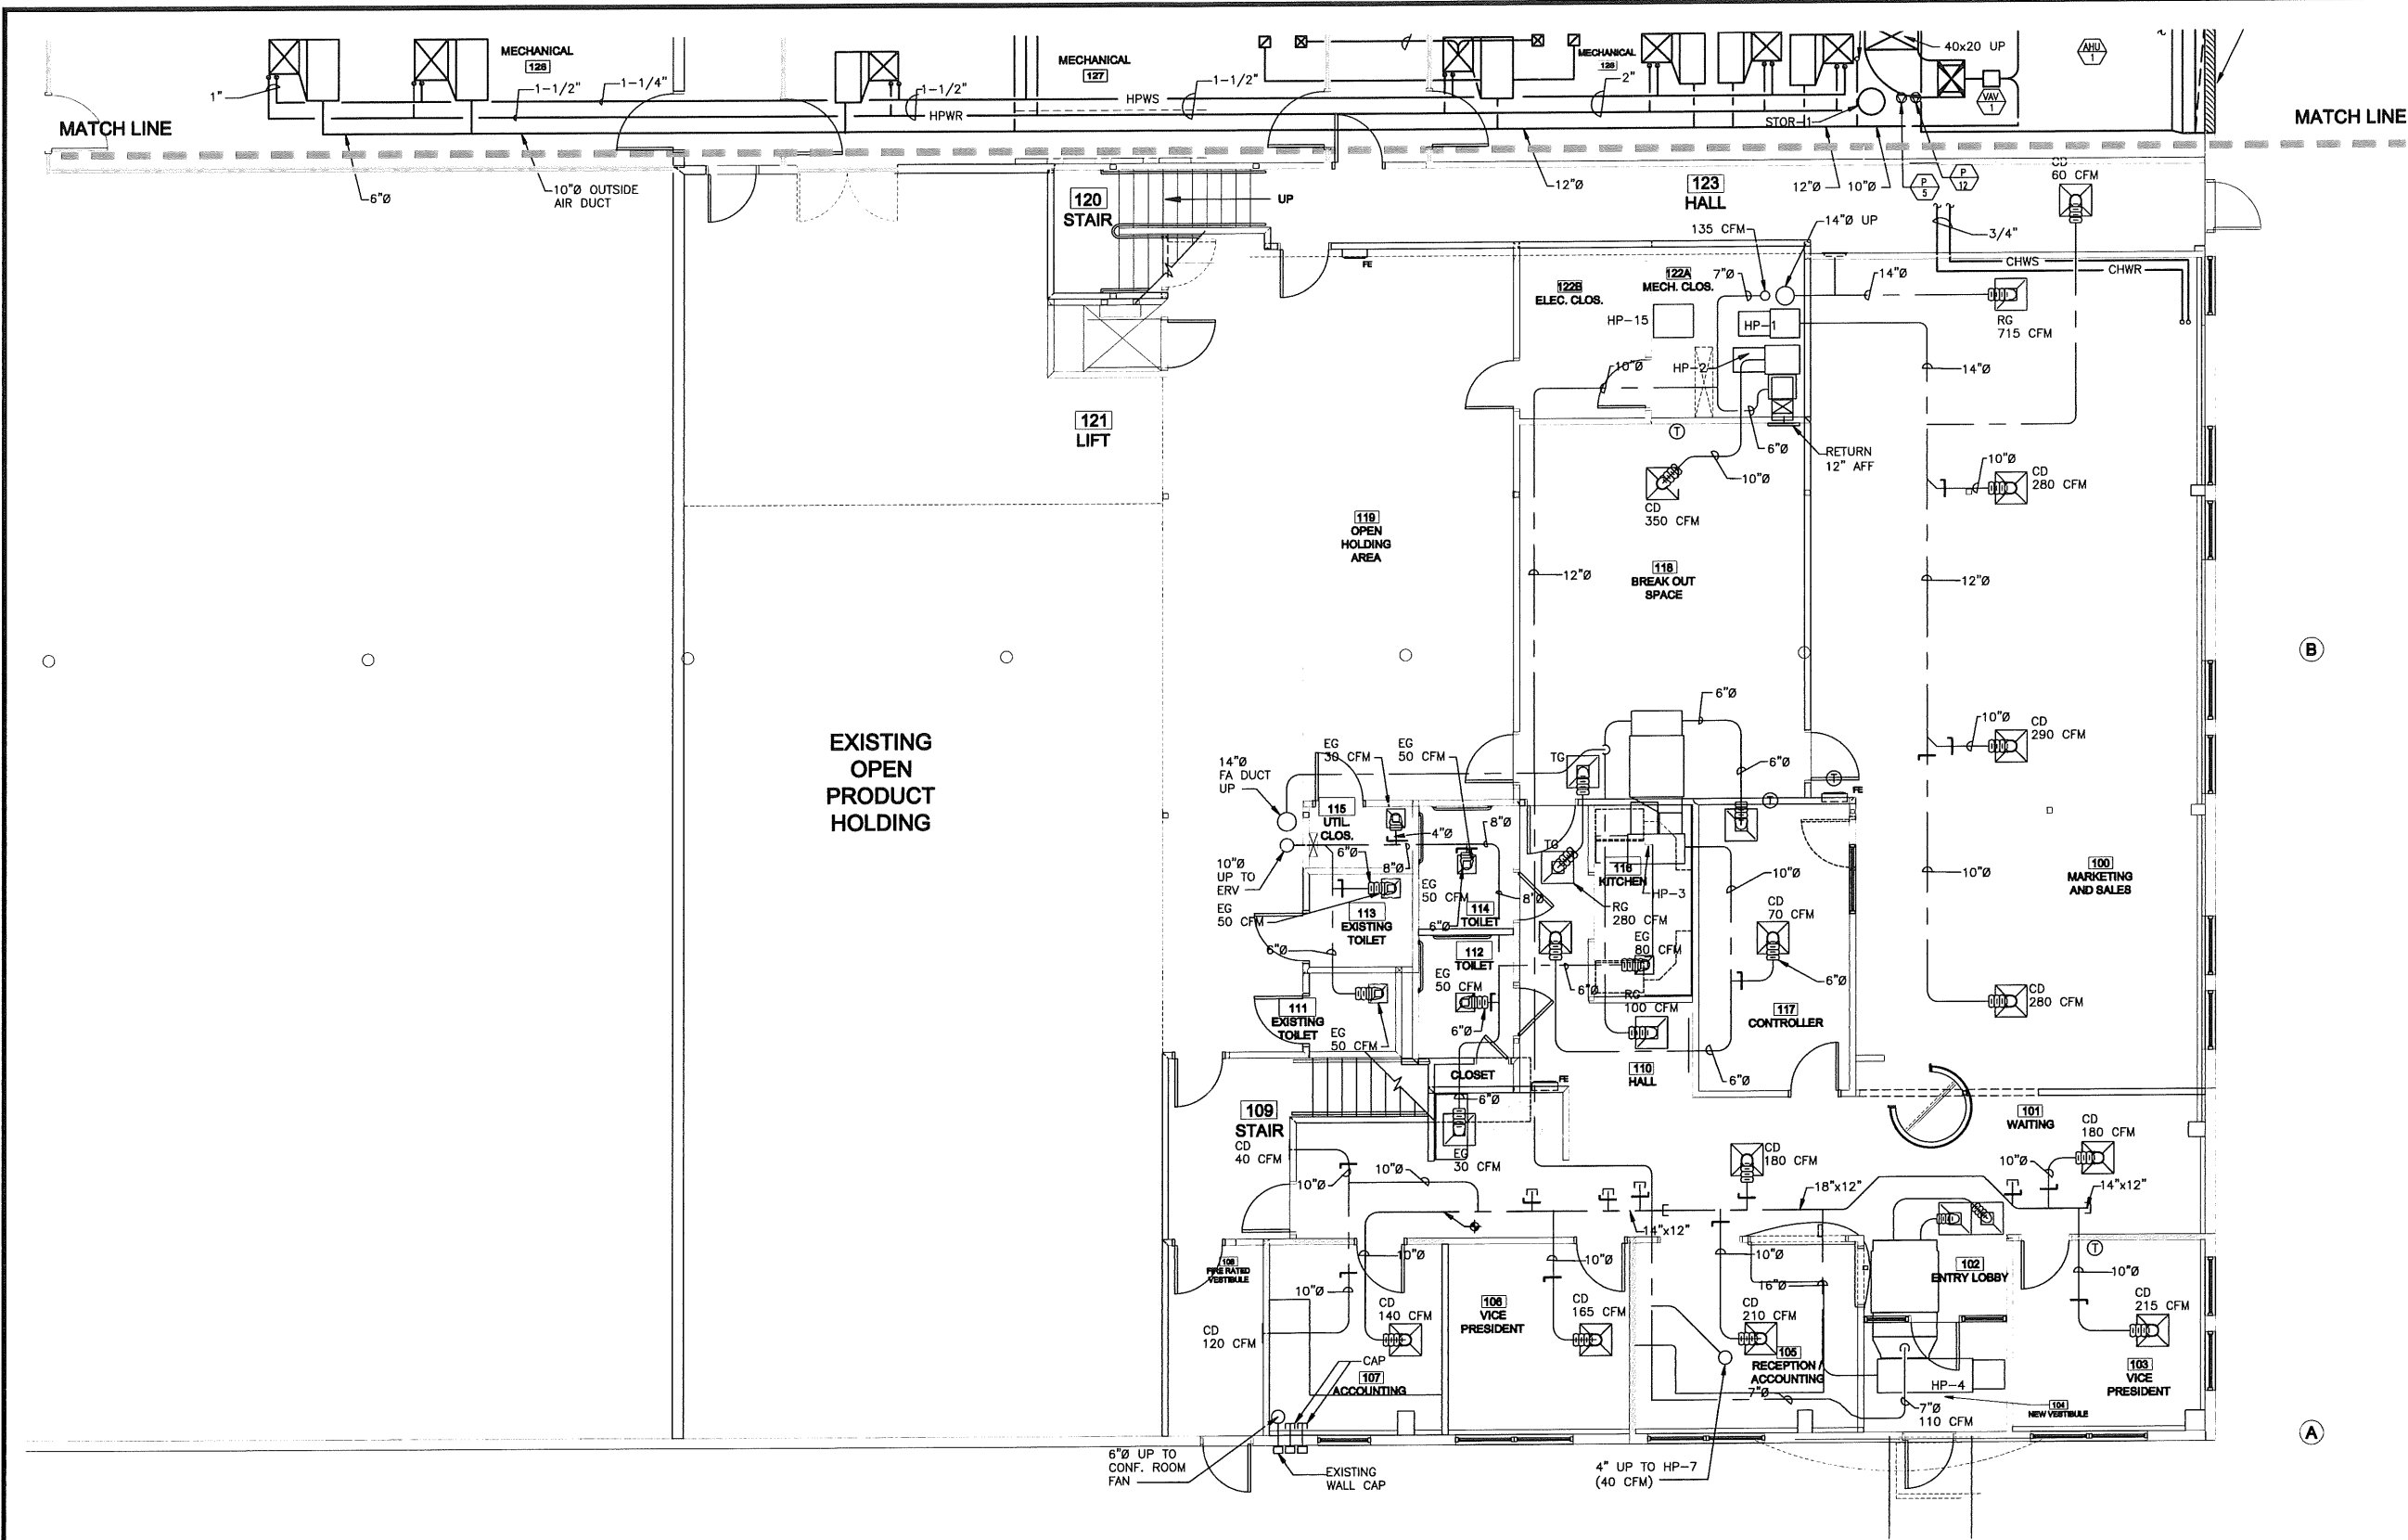 MECHANICAL
126
MECHANICAL
127
MECHANICAL
40x20 UP
AHU
1
VAV
1
1"
1-1/2"
1-1/4"
1-1/2"
HPWR
HPWS
1-1/2"
2"
STOR-1
MATCH LINE
MATCH LINE
6"Ø
10"Ø OUTSIDE
AIR DUCT
120
STAIR
UP
12"Ø
123
HALL
12"Ø
10"Ø
P
5
P
12
CD
60 CFM
135 CFM
14"Ø UP
3/4"
CHWS
CHWR
122B
ELEC. CLOS.
122A
MECH. CLOS.
7"Ø
14"Ø
FE
HP-15
HP-1
RG
715 CFM
HP-2
10"Ø
14"Ø
121
LIFT
T
6"Ø
RETURN
12" AFF
10"Ø
10"Ø
CD
280 CFM
CD
350 CFM
119
OPEN
HOLDING
AREA
118
BREAK OUT
SPACE
12"Ø
12"Ø
B
EXISTING
OPEN
PRODUCT
HOLDING
6"Ø
10"Ø
CD
290 CFM
14"Ø
FA DUCT
UP
EG
30 CFM
EG
50 CFM
TG
6"Ø
T
T
FE
115
UTIL.
CLOS.
4"Ø
8"Ø
TG
6"Ø
8"Ø
10"Ø
UP TO
ERV
EG
50 CFM
113
EXISTING
TOILET
EG
50 CFM
114
TOILET
8"Ø
6"Ø
116
KITCHEN
HP-3
RG
280 CFM
10"Ø
CD
70 CFM
10"Ø
100
MARKETING
AND SALES
6"Ø
112
TOILET
EG
50 CFM
EG
80 CFM
6"Ø
6"Ø
111
EXISTING
TOILET
EG
50 CFM
6"Ø
RG
100 CFM
117
CONTROLLER
CD
280 CFM
CLOSET
FE
110
HALL
6"Ø
6"Ø
109
STAIR
CD
40 CFM
EG
30 CFM
10"Ø
10"Ø
CD
180 CFM
101
WAITING
CD
180 CFM
10"Ø
18"x12"
14"x12"
14"x12"
FIRE RATED
VESTIBULE
10"Ø
10"Ø
10"Ø
10"Ø
16"Ø
102
ENTRY LOBBY
T
10"Ø
CD
120 CFM
CD
140 CFM
106
VICE
PRESIDENT
CD
165 CFM
CD
210 CFM
CD
215 CFM
CAP
107
ACCOUNTING
105
RECEPTION /
ACCOUNTING
7"Ø
HP-4
103
VICE
PRESIDENT
7"Ø
110 CFM
104
NEW VESTIBULE
A
6"Ø UP TO
CONF. ROOM
FAN
EXISTING
WALL CAP
4" UP TO HP-7
(40 CFM)